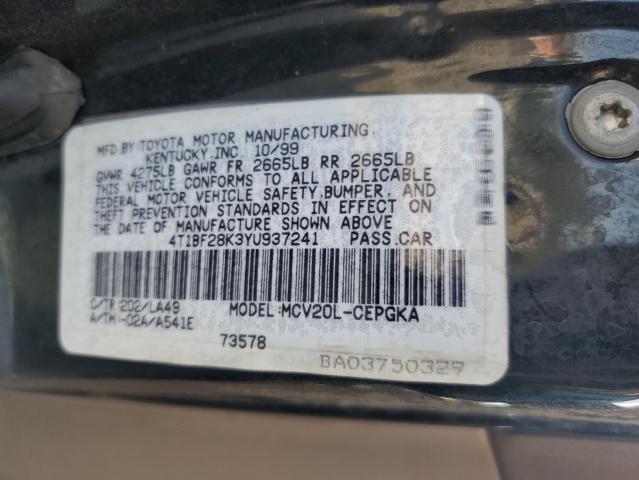 MFD BY TOYOTA MOTOR MANUFACTURING,
KENTUCKY, INC 10/99
GVWR 4275LB GAWR FR 2665LB RR 2665LB
THIS VEHICLE CONFORMS TO ALL APPLICABLE
FEDERAL MOTOR VEHICLE SAFETY,BUMPER, AND
THEFT PREVENTION STANDARDS IN EFFECT ON
THE DATE OF MANUFACTURE SHOWN ABOVE
4T1BF28K3YU937241 PASS.CAR
C/TR:202/LA49 MODEL:MCV20L-CEPGKA
A/TM:-02A/A541E
73578
BA03750329